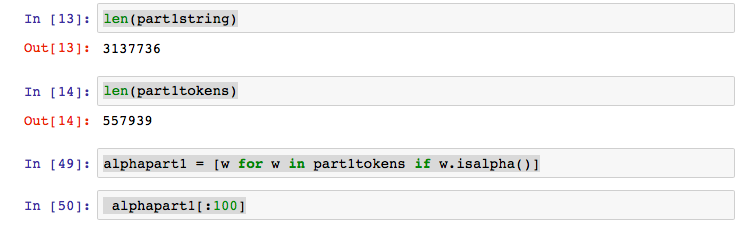 In [13]: len(part1string)
Out[13]: 3137736
In [14]: len(part1tokens)
Out[14]: 557939
In [49]: alphapart1 = [w for w in part1tokens if w.isalpha()]
In [50]: alphapart1[:100]